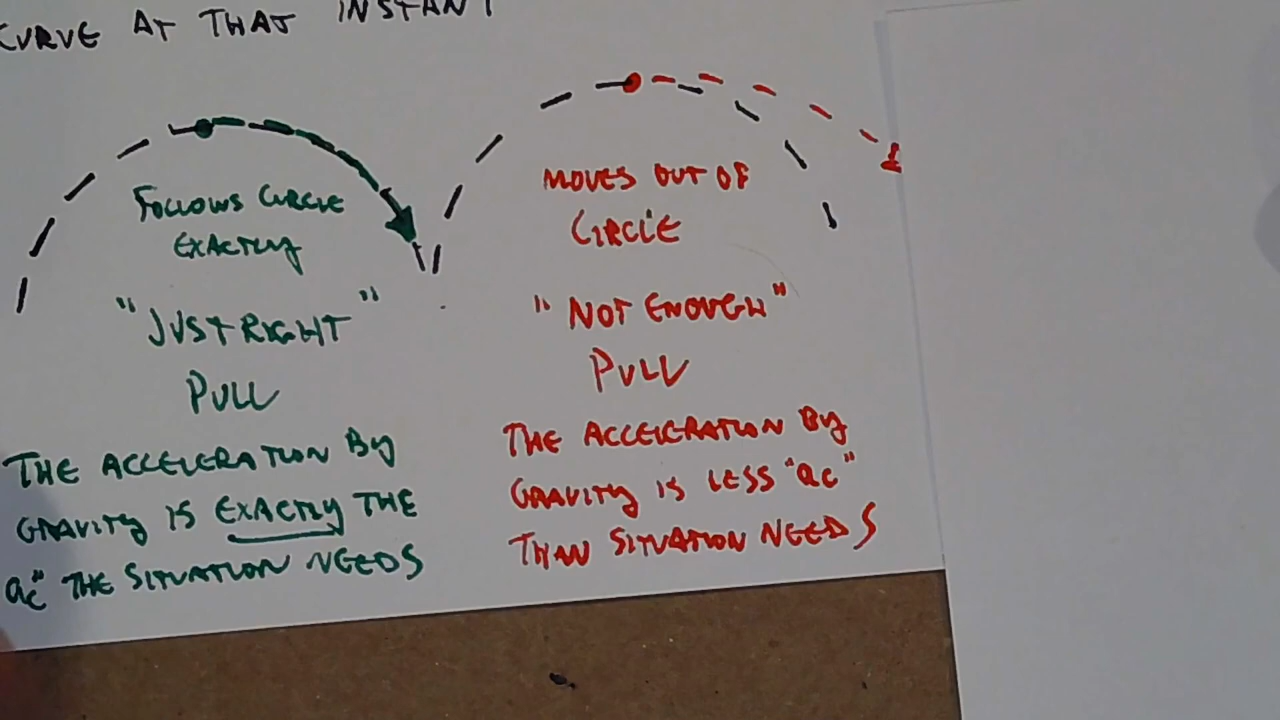 CURVE AT THAT INSTANT
FOLLOWS CIRCLE
EXACTLY
"JUST RIGHT"
PULL
THE ACCELERATION By
GRAVITY IS EXACTLY THE
ac" THE SITUATION NEEDS
MOVES OUT OF
CIRCLE
"NOT ENOUGH"
PULL
THE ACCELERATION By
GRAVITY IS LESS "ac"
THAN SITUATION NEEDS